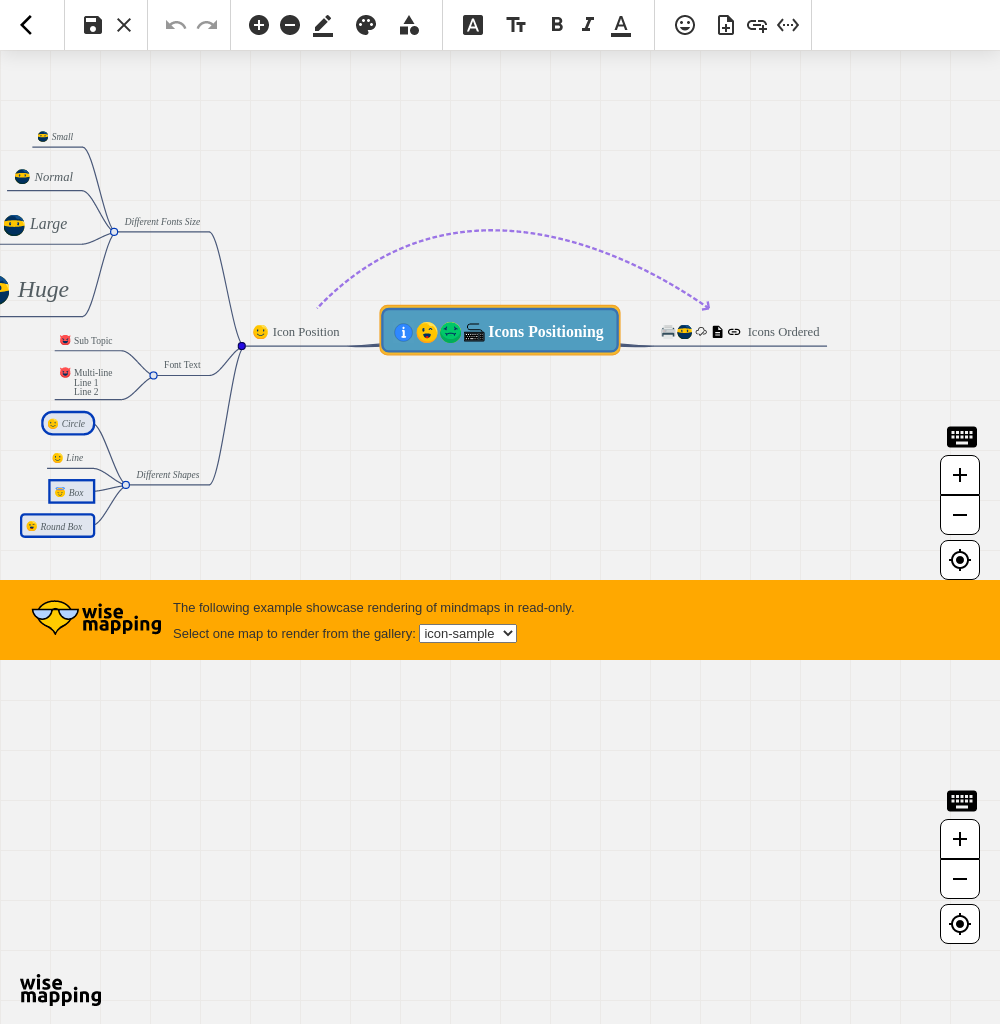 Small
Normal
Different Fonts Size
Large
Huge
Icon Position
Icons Positioning
Icons Ordered
Sub Topic
Font Text
Multi-line
Line 1
Line 2
Circle
Line
Different Shapes
Box
Round Box
wise
mapping
The following example showcase rendering of mindmaps in read-only.
Select one map to render from the gallery: icon-sample
wise
mapping